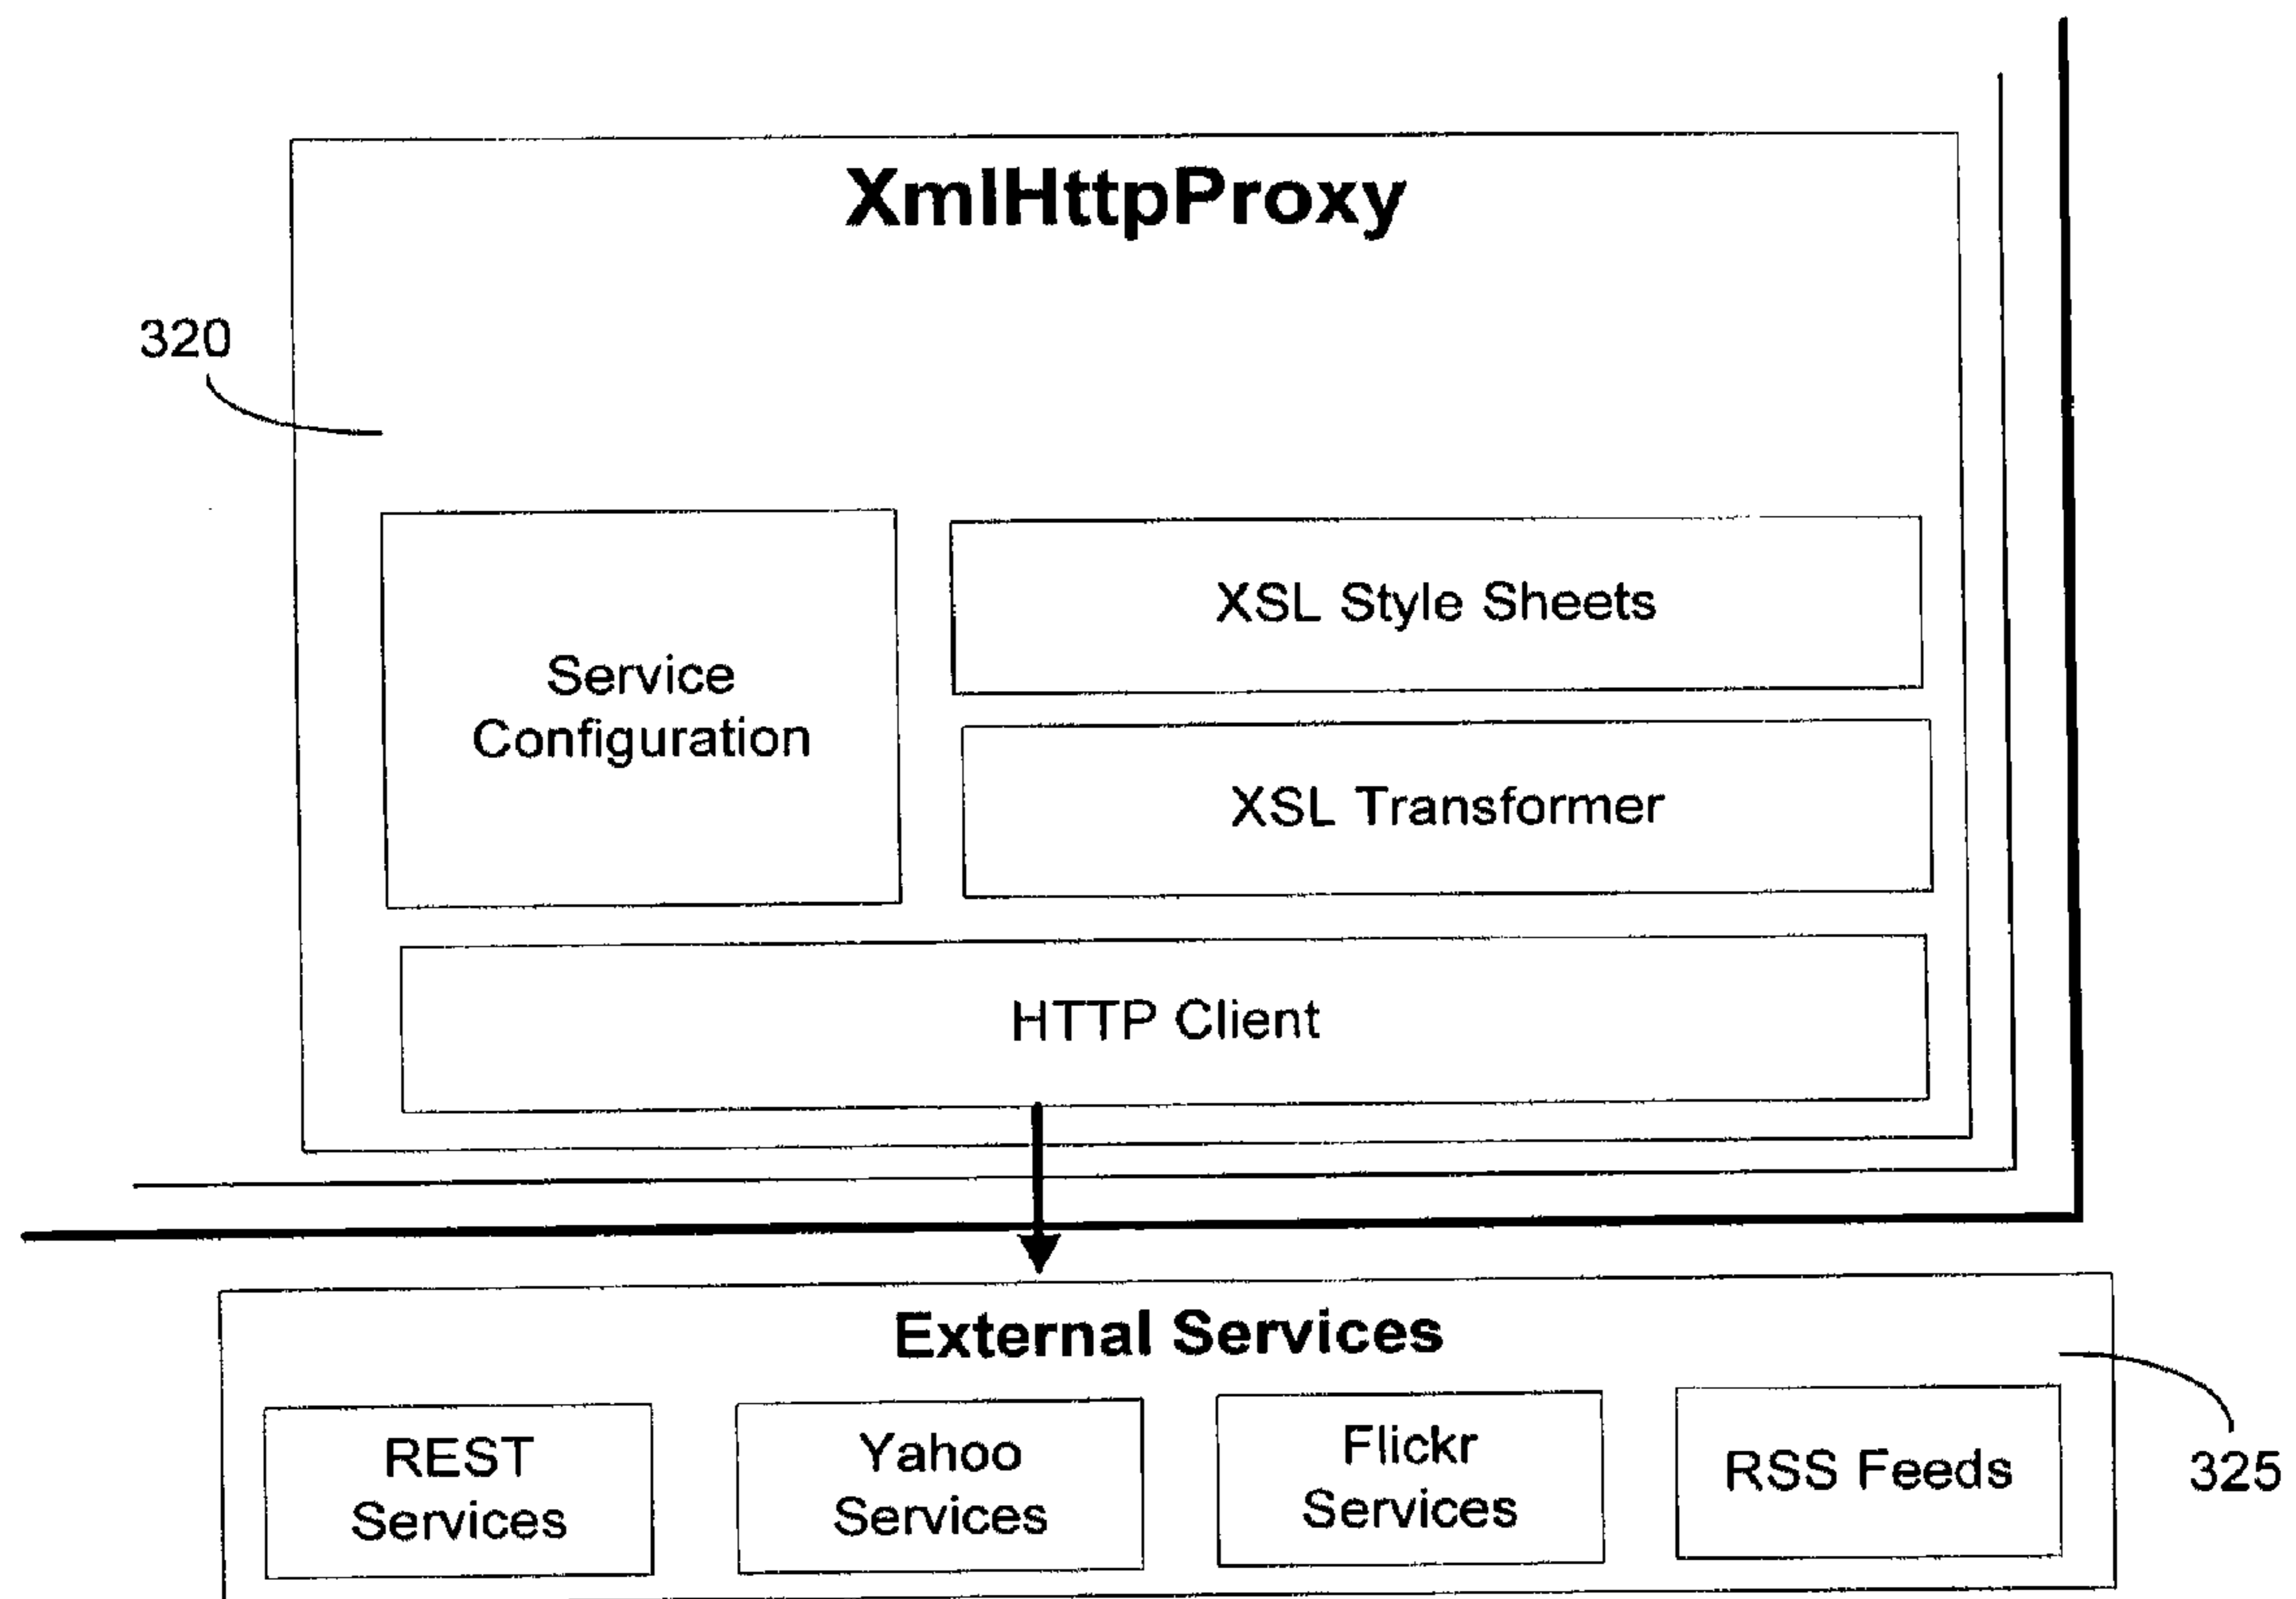 XmlHttpProxy
320
XSL Style Sheets
Service
Configuration
XSL Transformer
HTTP Client
External Services
REST
Services
Yahoo
Services
Flickr
Services
RSS Feeds
325